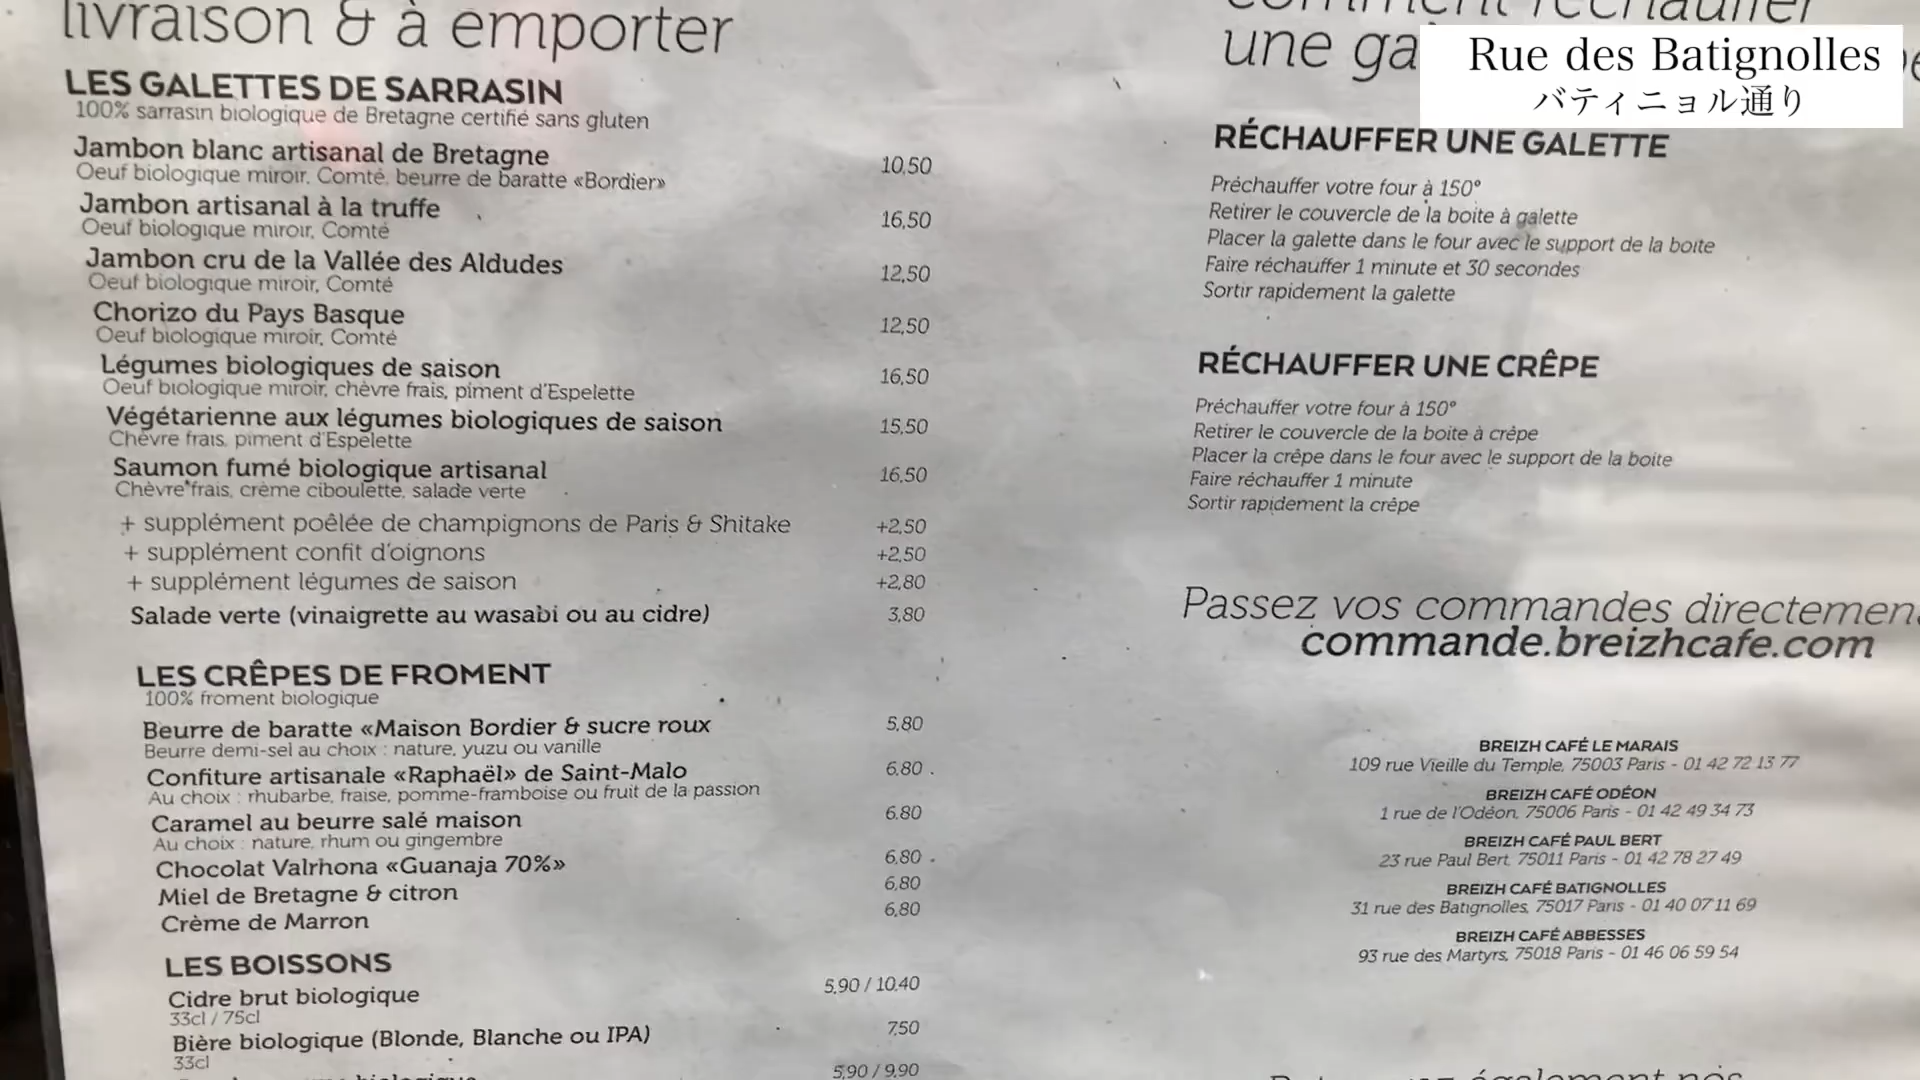 livraison & à emporter
LES GALETTES DE SARRASIN
100% sarrasin biologique de Bretagne certifié sans gluten
Jambon blanc artisanal de Bretagne 10,50
Oeuf biologique miroir, Comté, beurre de baratte «Bordier»
Jambon artisanal à la truffe 16,50
Oeuf biologique miroir, Comté
Jambon cru de la Vallée des Aldudes 12,50
Oeuf biologique miroir, Comté
Chorizo du Pays Basque 12,50
Oeuf biologique miroir, Comté
Légumes biologiques de saison 16,50
Oeuf biologique miroir, chèvre frais, piment d'Espelette
Végétarienne aux légumes biologiques de saison 15,50
Chèvre frais, piment d'Espelette
Saumon fumé biologique artisanal 16,50
Chèvre frais, crème ciboulette, salade verte
+ supplément poêlée de champignons de Paris & Shitake +2,50
+ supplément confit d'oignons +2,50
+ supplément légumes de saison +2,80
Salade verte (vinaigrette au wasabi ou au cidre) 3,80
LES CRÊPES DE FROMENT
100% froment biologique
Beurre de baratte «Maison Bordier & sucre roux 5,80
Beurre demi-sel au choix : nature, yuzu ou vanille
Confiture artisanale «Raphaël» de Saint-Malo 6,80
Au choix : rhubarbe, fraise, pomme-framboise ou fruit de la passion
Caramel au beurre salé maison 6,80
Au choix : nature, rhum ou gingembre
Chocolat Valrhona «Guanaja 70%» 6,80
Miel de Bretagne & citron 6,80
Crème de Marron 6,80
LES BOISSONS
Cidre brut biologique 5,90 / 10,40
33cl / 75cl
Bière biologique (Blonde, Blanche ou IPA) 7,50
33cl
5,90 / 9,90
comment réchauffer
une ga
Rue des Batignolles
バティニョル通り
RÉCHAUFFER UNE GALETTE
Préchauffer votre four à 150°
Retirer le couvercle de la boite à galette
Placer la galette dans le four avec le support de la boite
Faire réchauffer 1 minute et 30 secondes
Sortir rapidement la galette
RÉCHAUFFER UNE CRÊPE
Préchauffer votre four à 150°
Retirer le couvercle de la boite à crêpe
Placer la crêpe dans le four avec le support de la boite
Faire réchauffer 1 minute
Sortir rapidement la crêpe
Passez vos commandes directemen
commande.breizhcafe.com
BREIZH CAFÉ LE MARAIS
109 rue Vieille du Temple, 75003 Paris - 01 42 72 13 77
BREIZH CAFÉ ODÉON
1 rue de l'Odéon, 75006 Paris - 01 42 49 34 73
BREIZH CAFÉ PAUL BERT
23 rue Paul Bert, 75011 Paris - 01 42 78 27 49
BREIZH CAFÉ BATIGNOLLES
31 rue des Batignolles, 75017 Paris - 01 40 07 11 69
BREIZH CAFÉ ABBESSES
93 rue des Martyrs, 75018 Paris - 01 46 06 59 54